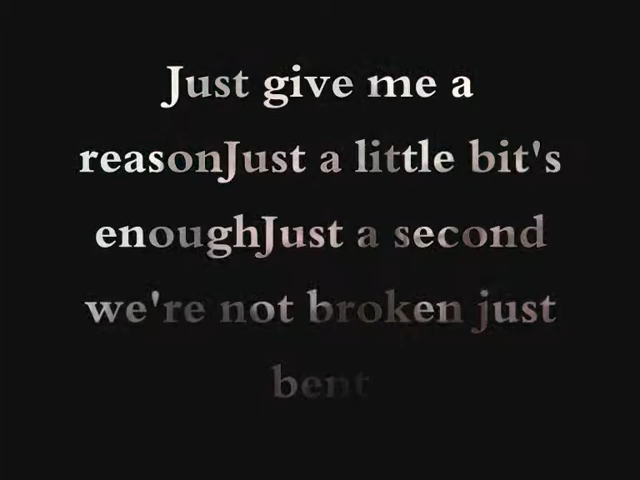 Just give me a
reasonJust a little bit's
enoughJust a second
we're not broken just
bent